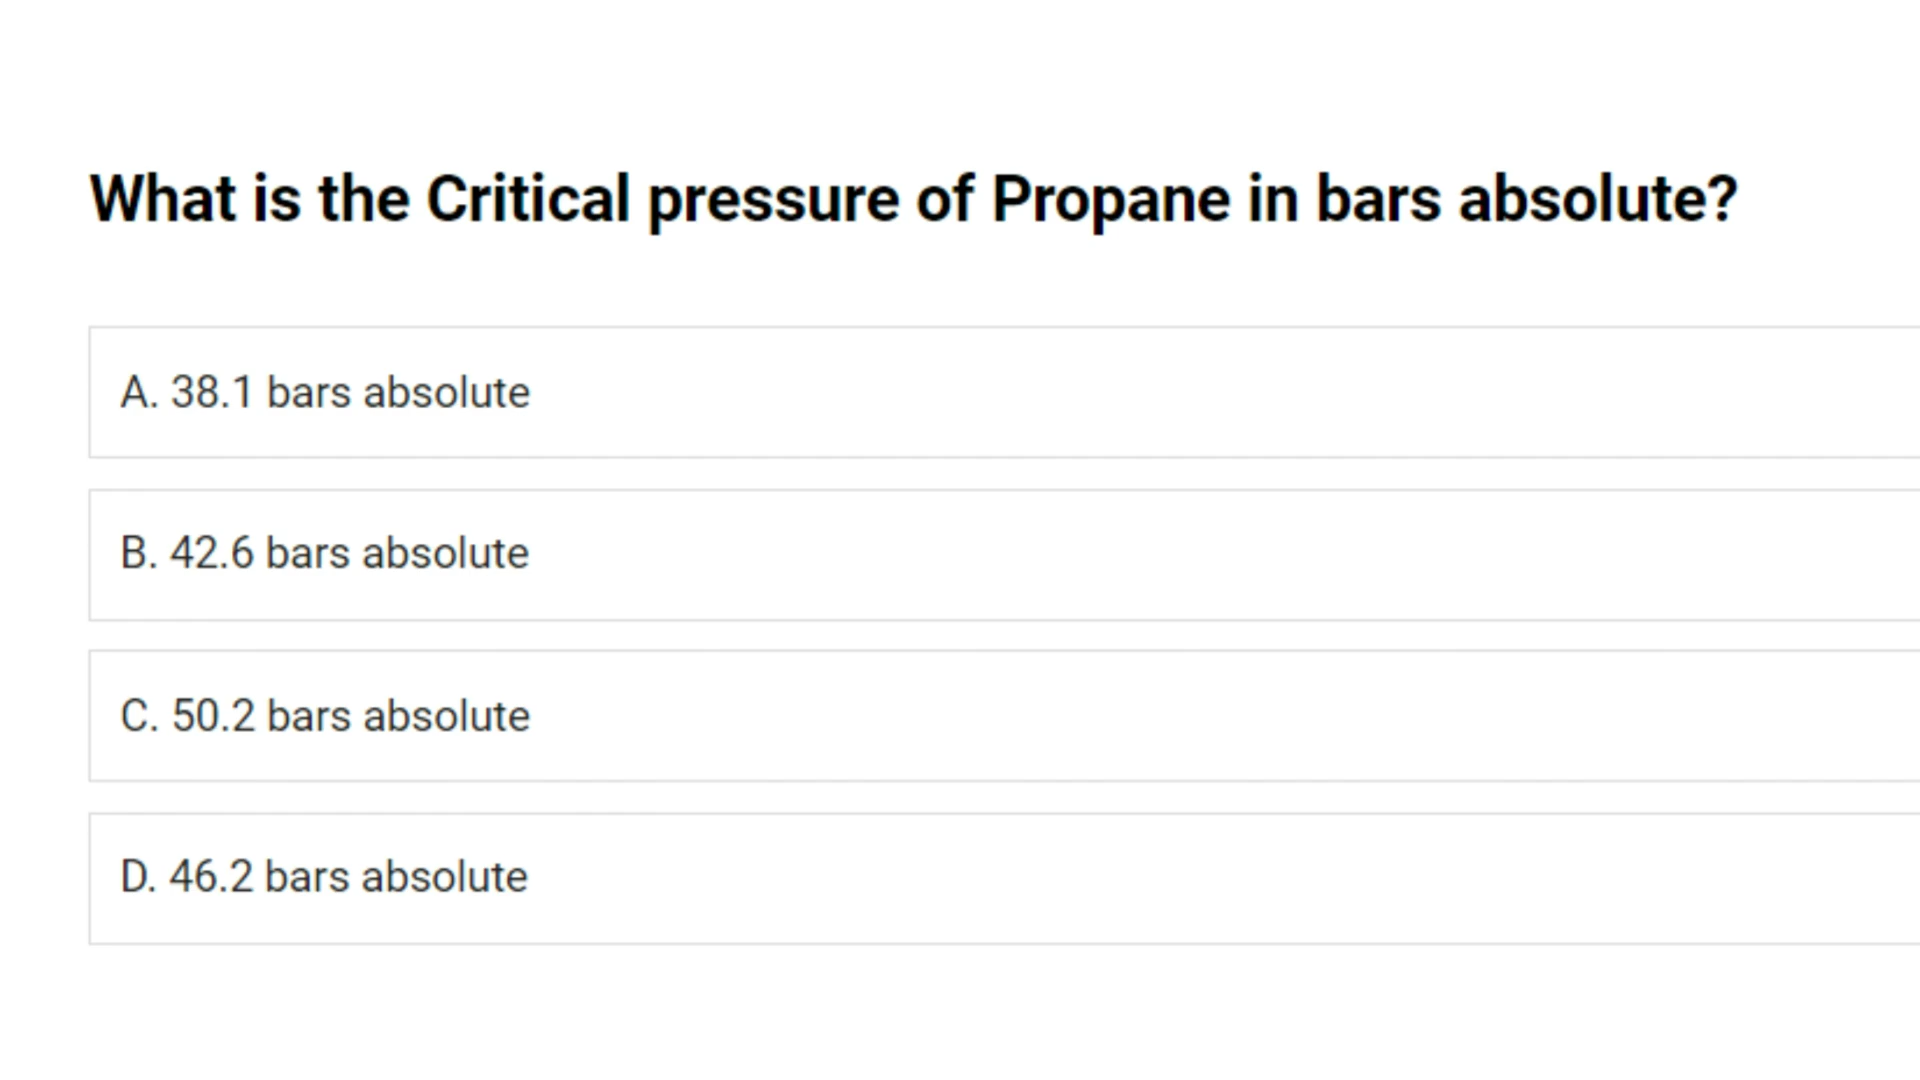 What is the Critical pressure of Propane in bars absolute?
A. 38.1 bars absolute
B. 42.6 bars absolute
C. 50.2 bars absolute
D. 46.2 bars absolute